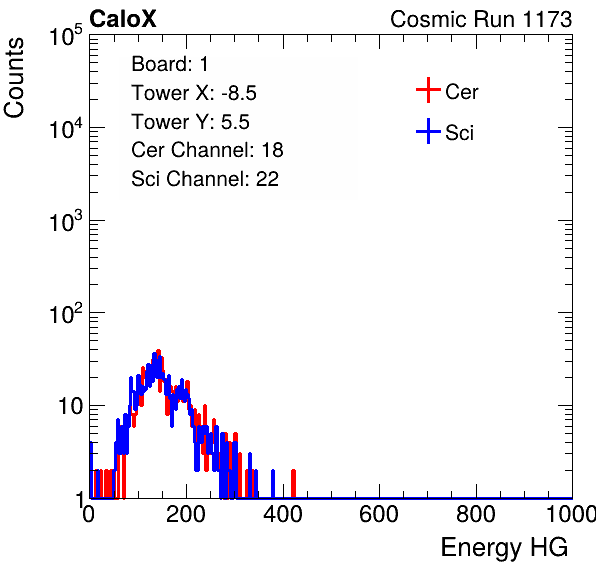 CaloX Cosmic Run 1173
Counts
Board: 1
Tower X: -8.5
Tower Y: 5.5
Cer Channel: 18
Sci Channel: 22
Cer
Sci
10^5
10^4
10^3
10^2
10
1
0 200 400 600 800 1000
Energy HG